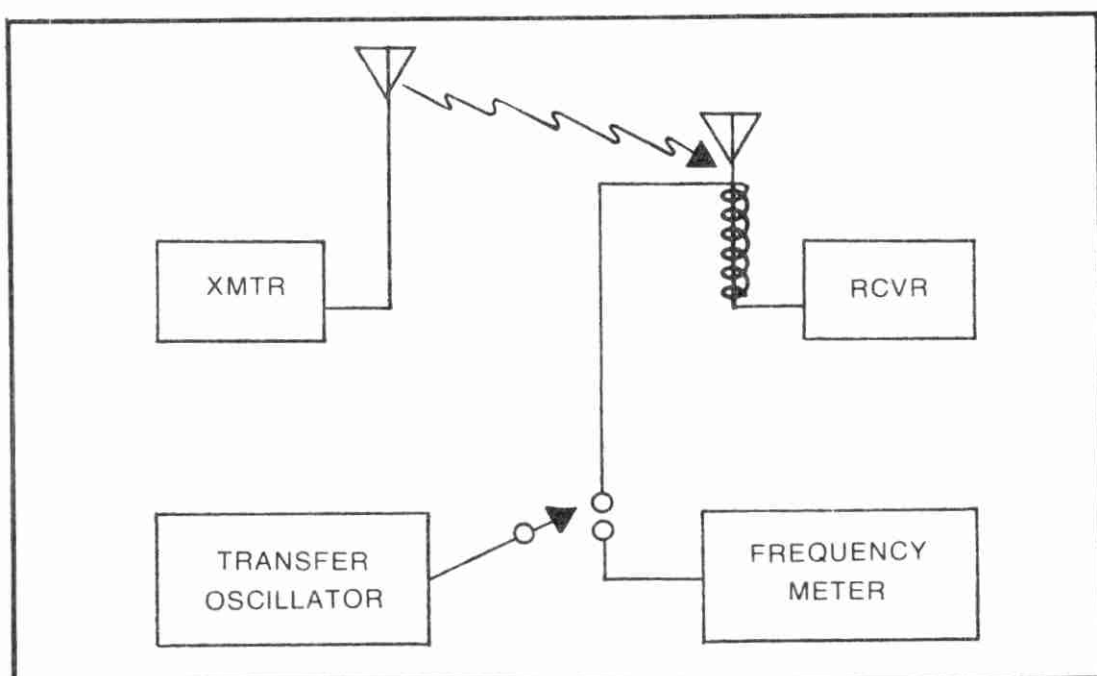 XMTR
RCVR
TRANSFER
OSCILLATOR
FREQUENCY
METER